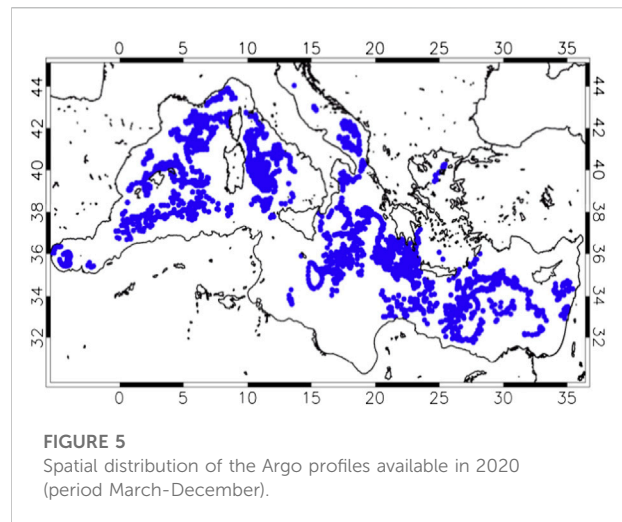 0 5 10 15 20 25 30 35
44 44
42 42
40 40
38 38
36 36
34 34
32 32
0 5 10 15 20 25 30 35
FIGURE 5
Spatial distribution of the Argo profiles available in 2020
(period March-December).